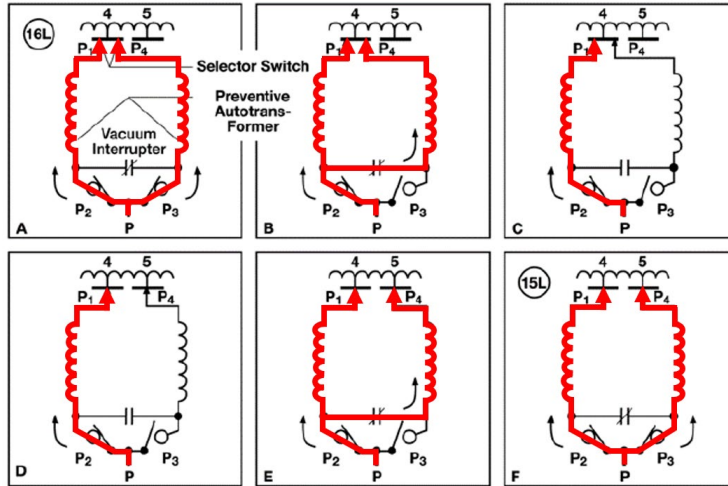 16L
4 5
P1 P4
Selector Switch
Preventive
Autotrans-
Former
Vacuum
Interrupter
P2 P3
P
A
4 5
P1 P4
P2 P3
P
B
4 5
P1 P4
P2 P3
P
C
4 5
P1 P4
P2 P3
P
D
4 5
P1 P4
P2 P3
P
E
15L
4 5
P1 P4
P2 P3
P
F